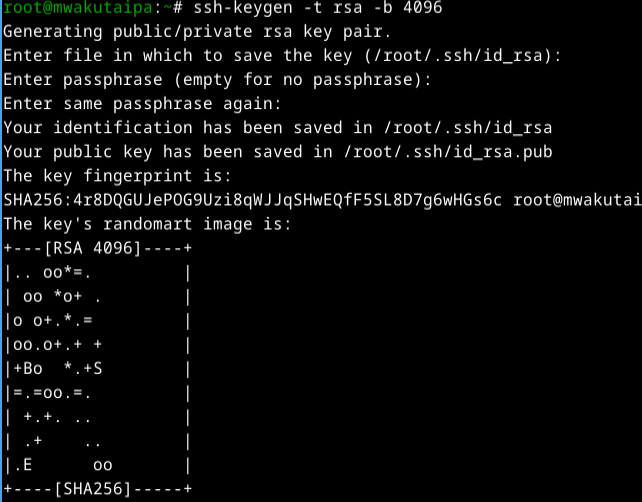 root@mwakutaipa:~# ssh-keygen -t rsa -b 4096
Generating public/private rsa key pair.
Enter file in which to save the key (/root/.ssh/id_rsa):
Enter passphrase (empty for no passphrase):
Enter same passphrase again:
Your identification has been saved in /root/.ssh/id_rsa
Your public key has been saved in /root/.ssh/id_rsa.pub
The key fingerprint is:
SHA256:4r8DQGUJePOG9Uzi8qWJJqSHwEQfF5SL8D7g6wHGs6c root@mwakutai
The key's randomart image is:
+---[RSA 4096]----+
|.. oo*=.         |
| oo *o+ .        |
|o o+.*.=         |
|oo.o+.+ +        |
|+Bo  *.+S        |
|=.=oo.=.         |
| +.+. ..         |
| .+    ..        |
|.E      oo       |
+----[SHA256]-----+